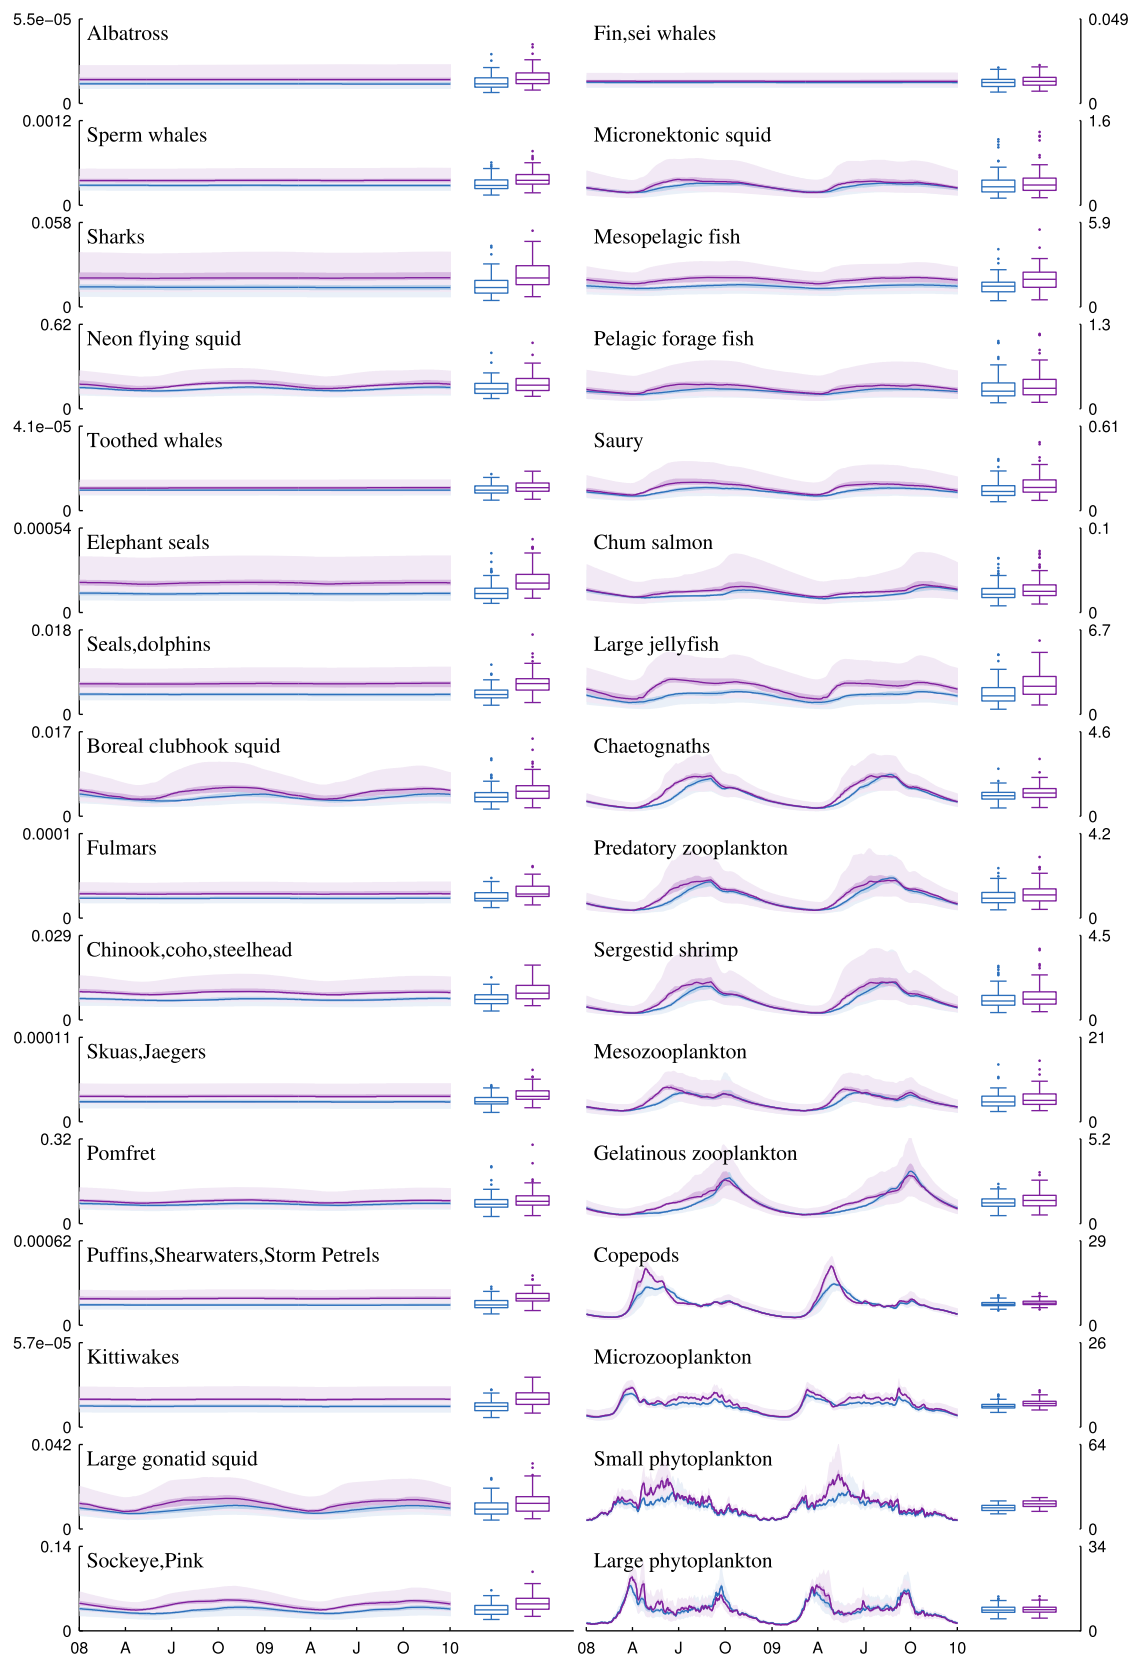 5.5e−05
Albatross
0
0.0012
Sperm whales
0
0.058
Sharks
0
0.62
Neon flying squid
0
4.1e−05
Toothed whales
0
0.00054
Elephant seals
0
0.018
Seals,dolphins
0
0.017
Boreal clubhook squid
0
0.0001
Fulmars
0
0.029
Chinook,coho,steelhead
0
0.00011
Skuas,Jaegers
0
0.32
Pomfret
0
0.00062
Puffins,Shearwaters,Storm Petrels
0
5.7e−05
Kittiwakes
0
0.042
Large gonatid squid
0
0.14
Sockeye,Pink
0
08 A J O 09 A J O 10
Fin,sei whales
0.049
0
Micronektonic squid
1.6
0
Mesopelagic fish
5.9
0
Pelagic forage fish
1.3
0
Saury
0.61
0
Chum salmon
0.1
0
Large jellyfish
6.7
0
Chaetognaths
4.6
0
Predatory zooplankton
4.2
0
Sergestid shrimp
4.5
0
Mesozooplankton
21
0
Gelatinous zooplankton
5.2
0
Copepods
29
0
Microzooplankton
26
0
Small phytoplankton
64
0
Large phytoplankton
34
0
08 A J O 09 A J O 10